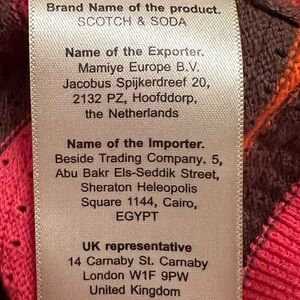 Brand Name of the product.
SCOTCH & SODA
Name of the Exporter.
Mamiye Europe B.V.
Jacobus Spijkerdreef 20,
2132 PZ, Hoofddorp,
the Netherlands
Name of the Importer.
Beside Trading Company. 5,
Abu Bakr Els-Seddik Street,
Sheraton Heleopolis
Square 1144, Cairo,
EGYPT
UK representative
14 Carnaby St. Carnaby
London W1F 9PW
United Kingdom